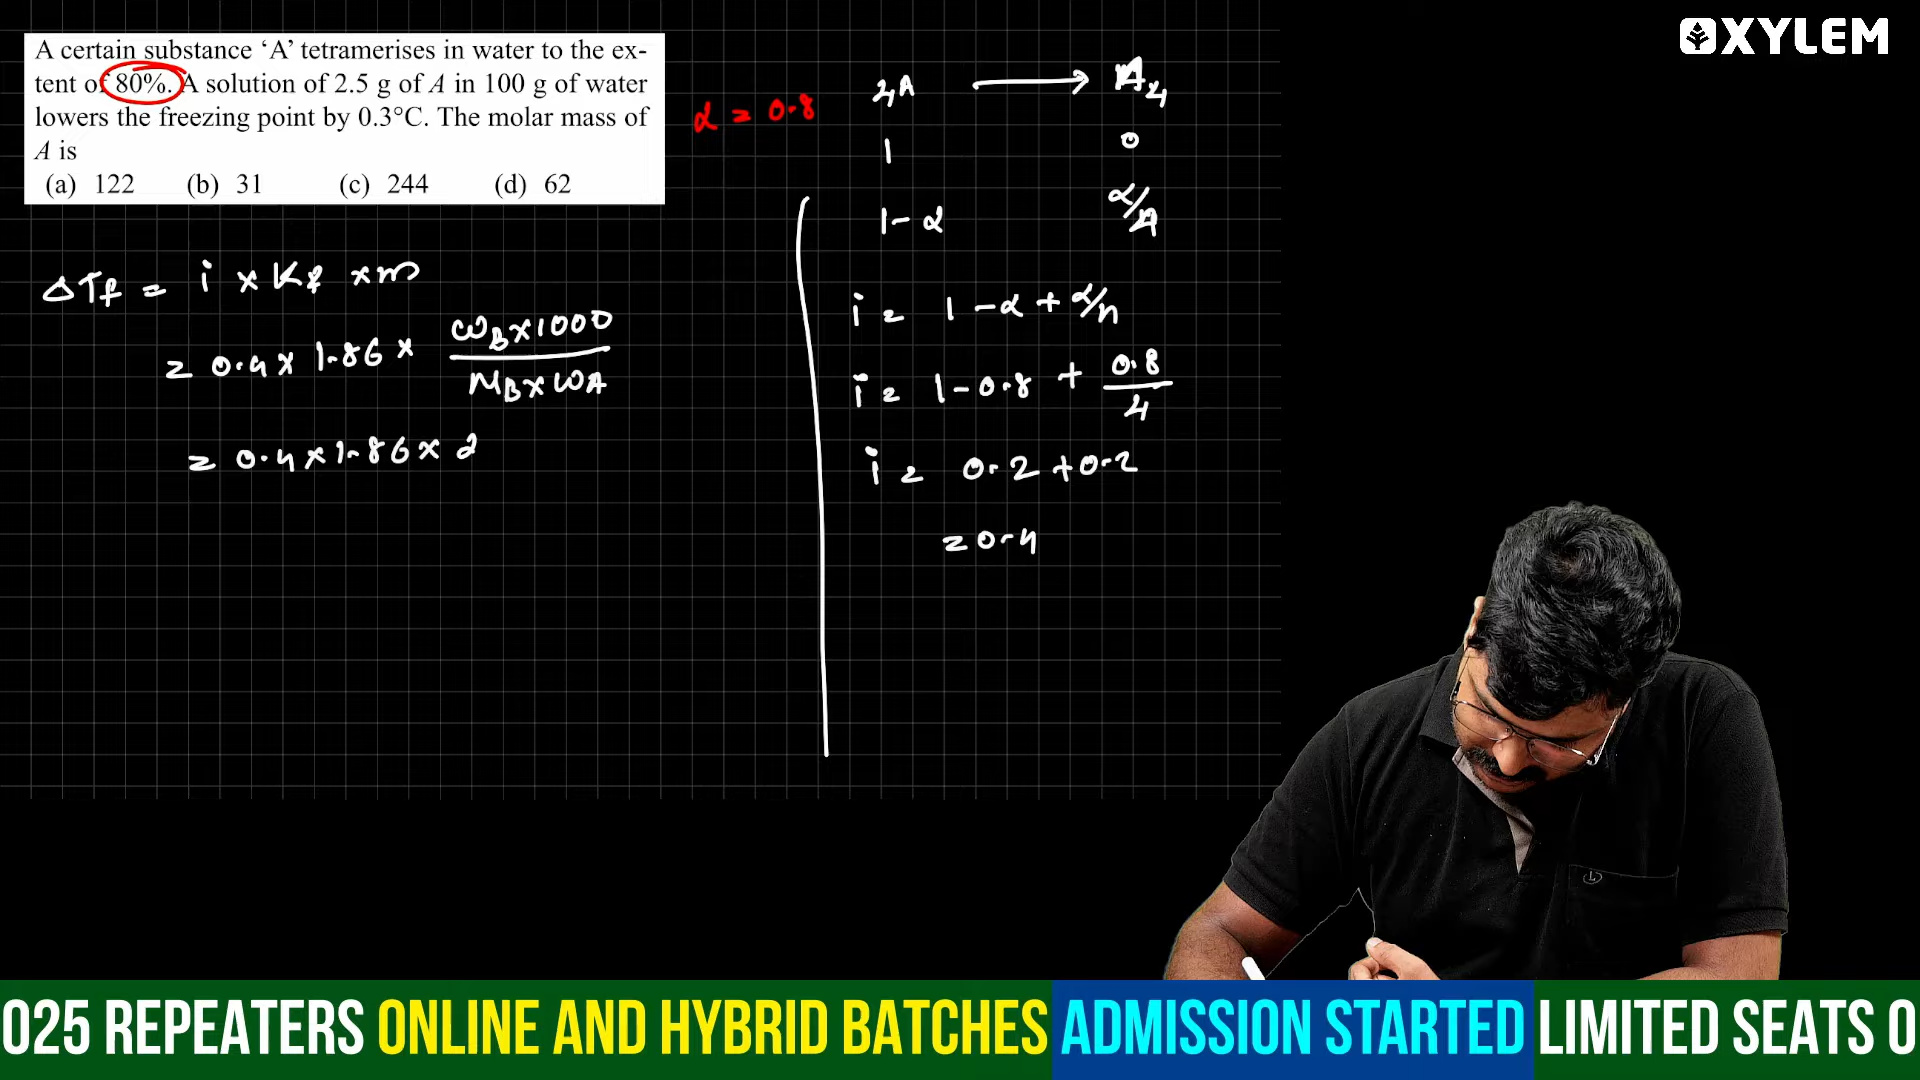 OXYLEM
A certain substance ‘A’ tetramerises in water to the ex-
tent of 80%. A solution of 2.5 g of A in 100 g of water
lowers the freezing point by 0.3°C. The molar mass of
A is
(a) 122 (b) 31 (c) 244 (d) 62
α = 0.8
4A ⟶ A₄
1 0
1-α α/4
ΔTf = i × Kf × m
= 0.4 × 1.86 × (WB × 1000)/(MB × WA)
= 0.4 × 1.86 × 2
i = 1 - α + α/n
i = 1 - 0.8 + 0.8/4
i = 0.2 + 0.2
= 0.4
025 REPEATERS ONLINE AND HYBRID BATCHES ADMISSION STARTED LIMITED SEATS O